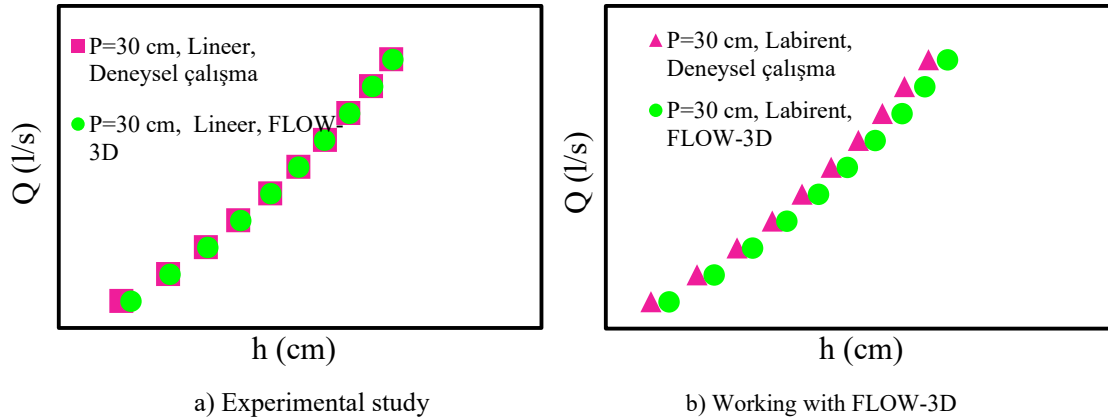 P=30 cm, Lineer,
Deneysel çalışma
P=30 cm,  Lineer, FLOW-
3D
Q (l/s)
h (cm)
a) Experimental study
P=30 cm, Labirent,
Deneysel çalışma
P=30 cm, Labirent,
FLOW-3D
Q (l/s)
h (cm)
b) Working with FLOW-3D